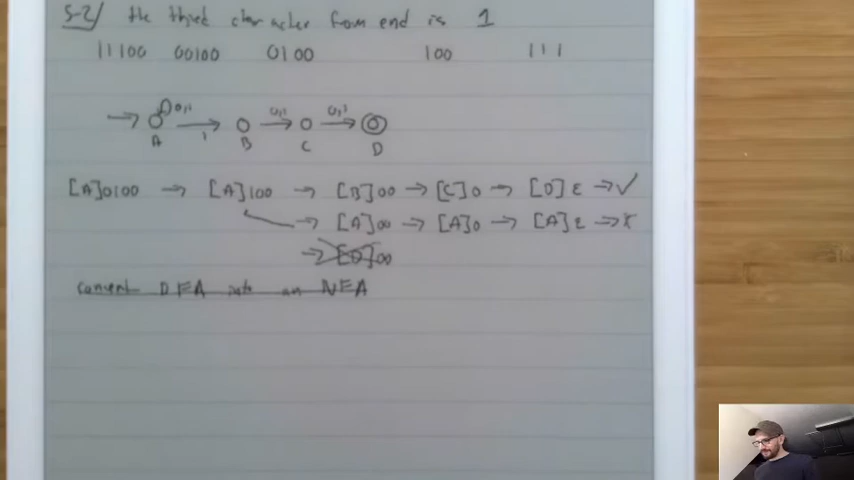 5-2/ the third character from end is 1
11100 00100 0100 100 111
→ 0,1 → 1 0,1 → 0,1 →
A B C D
[A]0100 → [A]100 → [B]00 → [C]0 → [D]ε → ✓
→ [A]00 → [A]0 → [A]ε → x
→ [D]00
convert DFA into an NFA